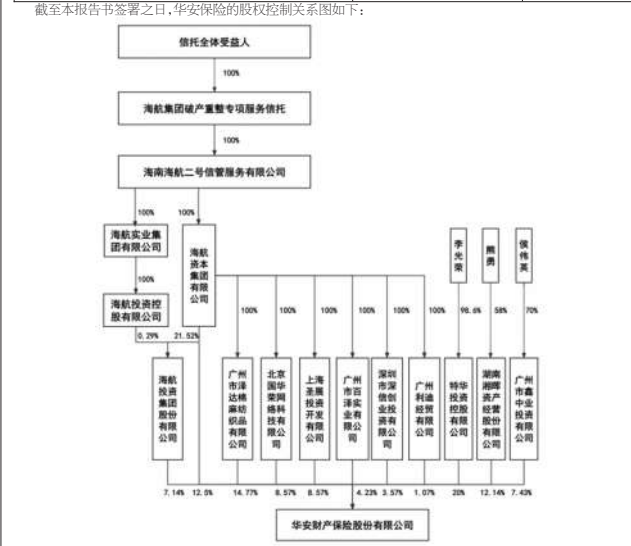 截至本报告书签署之日,华安保险的股权控制关系图如下:
信托全体受益人
100%
海航集团破产重整专项服务信托
100%
海南海航二号信管服务有限公司
100%
100%
海航实业集
团有限公司
海航
资本
集团
有限
公司
李光荣
熊勇
侯伟英
100%
100%
100%
100%
100%
100%
100%
98.6%
58%
70%
海航投资控
股有限公司
0.29%
21.52%
海航
投资
集团
股份
有限
公司
广州
市泽
达棉
麻纺
织品
有限
公司
北京
国华
荣网
络科
技有
限公
司
上海
圣展
投资
开发
有限
公司
广州
市百
泽实
业有
限公
司
深圳
市深
信创
业投
资有
限公
司
广州
利迪
经贸
有限
公司
特华
投资
控股
有限
公司
湖南
湘晖
资产
经营
股份
有限
公司
广州
市鑫
中业
投资
有限
公司
7.14%
12.5%
14.77%
8.57%
8.57%
4.23%
3.57%
1.07%
20%
12.14%
7.43%
华安财产保险股份有限公司